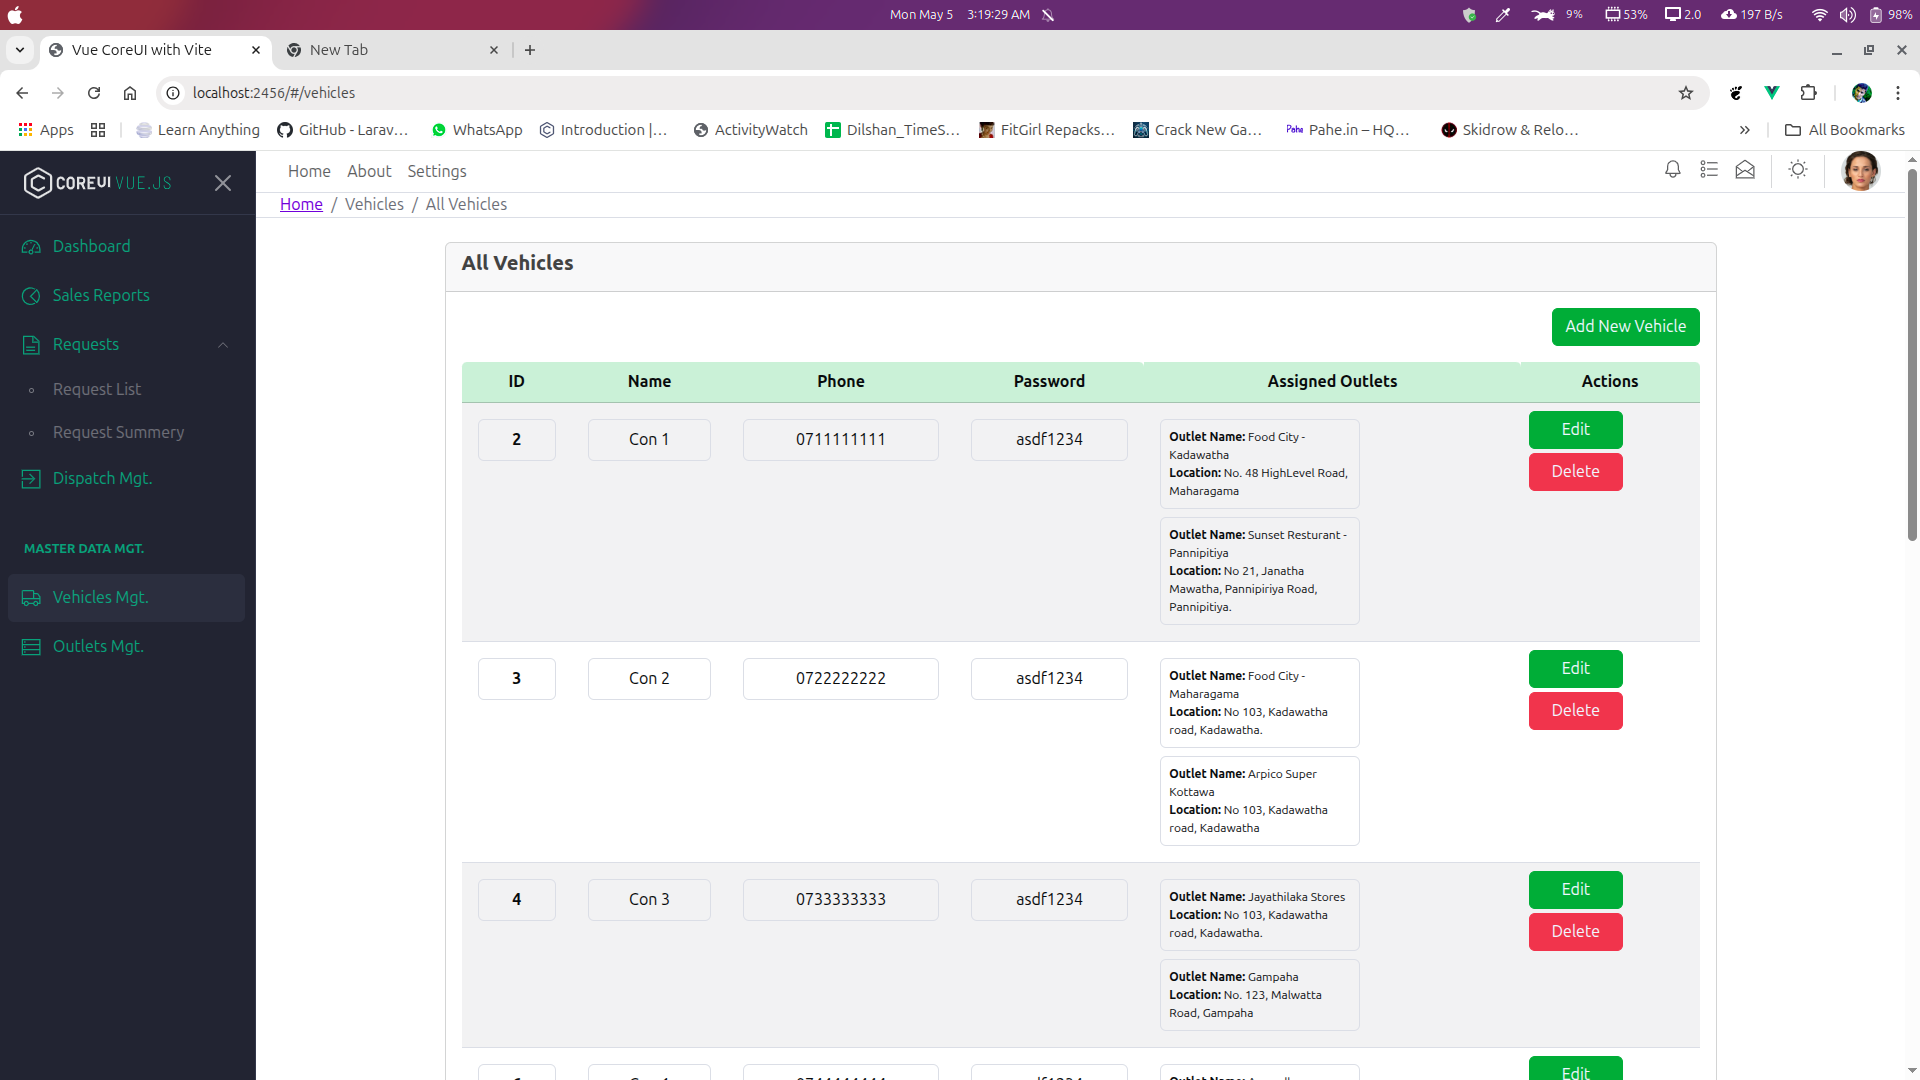 Mon May 5 3:19:29 AM 9% 53% 2.0 197 B/s 98%
Vue CoreUI with Vite New Tab
localhost:2456/#/vehicles
Apps Learn Anything GitHub - Larav... WhatsApp Introduction |... ActivityWatch Dilshan_TimeS... FitGirl Repacks... Crack New Ga... Pahe Pahe.in – HQ... Skidrow & Relo... » All Bookmarks
COREUI VUE.JS
Home About Settings
Home / Vehicles / All Vehicles
Dashboard
Sales Reports
Requests
Request List
Request Summery
Dispatch Mgt.
MASTER DATA MGT.
Vehicles Mgt.
Outlets Mgt.
All Vehicles
Add New Vehicle
ID Name Phone Password Assigned Outlets Actions
2 Con 1 0711111111 asdf1234
Outlet Name: Food City -
Kadawatha
Location: No. 48 HighLevel Road,
Maharagama
Edit
Delete
Outlet Name: Sunset Resturant -
Pannipitiya
Location: No 21, Janatha
Mawatha, Pannipiriya Road,
Pannipitiya.
3 Con 2 0722222222 asdf1234
Outlet Name: Food City -
Maharagama
Location: No 103, Kadawatha
road, Kadawatha.
Edit
Delete
Outlet Name: Arpico Super
Kottawa
Location: No 103, Kadawatha
road, Kadawatha
4 Con 3 0733333333 asdf1234
Outlet Name: Jayathilaka Stores
Location: No 103, Kadawatha
road, Kadawatha.
Edit
Delete
Outlet Name: Gampaha
Location: No. 123, Malwatta
Road, Gampaha
Edit